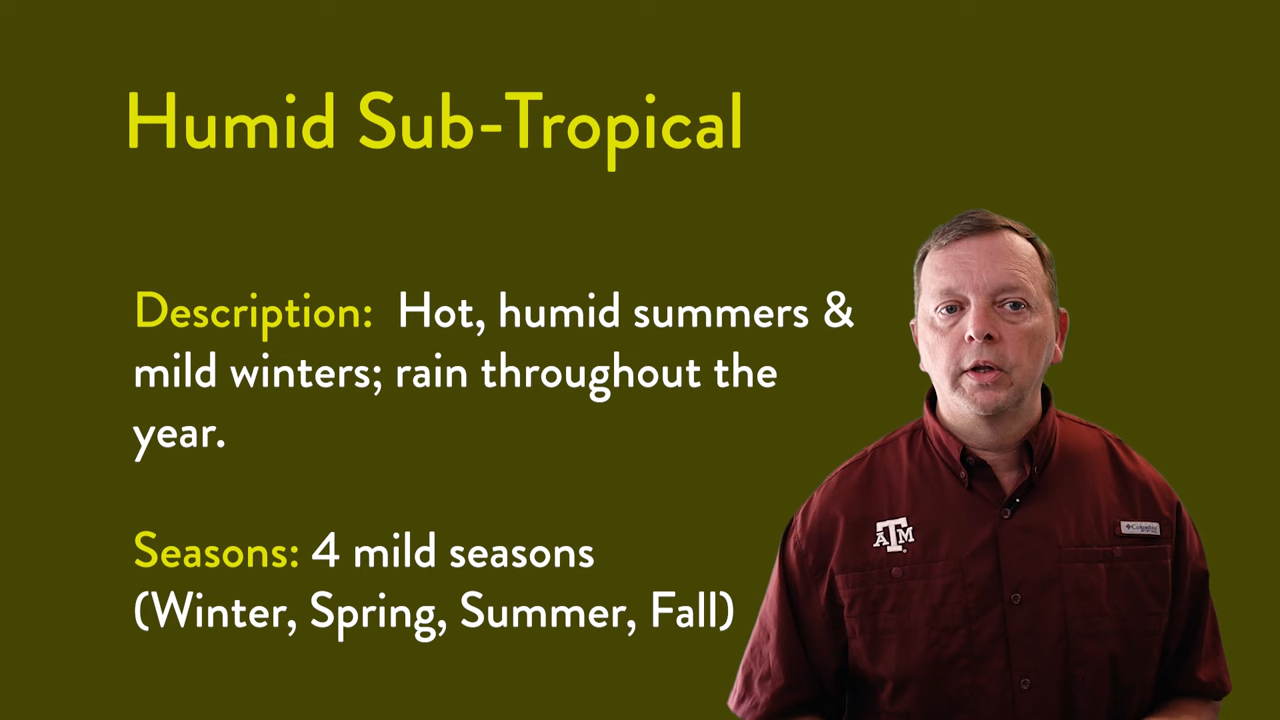 Humid Sub-Tropical
Description: Hot, humid summers &
mild winters; rain throughout the
year.
Seasons: 4 mild seasons
(Winter, Spring, Summer, Fall)
ATM
Columbia